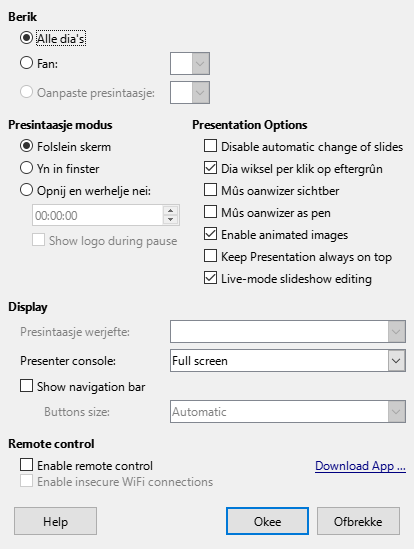 Berik
Alle dia's
Fan:
Oanpaste presintaasje:
Presintaasje modus
Folslein skerm
Yn in finster
Opnij en werhelje nei:
00:00:00
Show logo during pause
Presentation Options
Disable automatic change of slides
Dia wiksel per klik op eftergrûn
Mûs oanwizer sichtber
Mûs oanwizer as pen
Enable animated images
Keep Presentation always on top
Live-mode slideshow editing
Display
Presintaasje werjefte:
Presenter console: Full screen
Show navigation bar
Buttons size: Automatic
Remote control
Enable remote control Download App ...
Enable insecure WiFi connections
Help Okee Ofbrekke